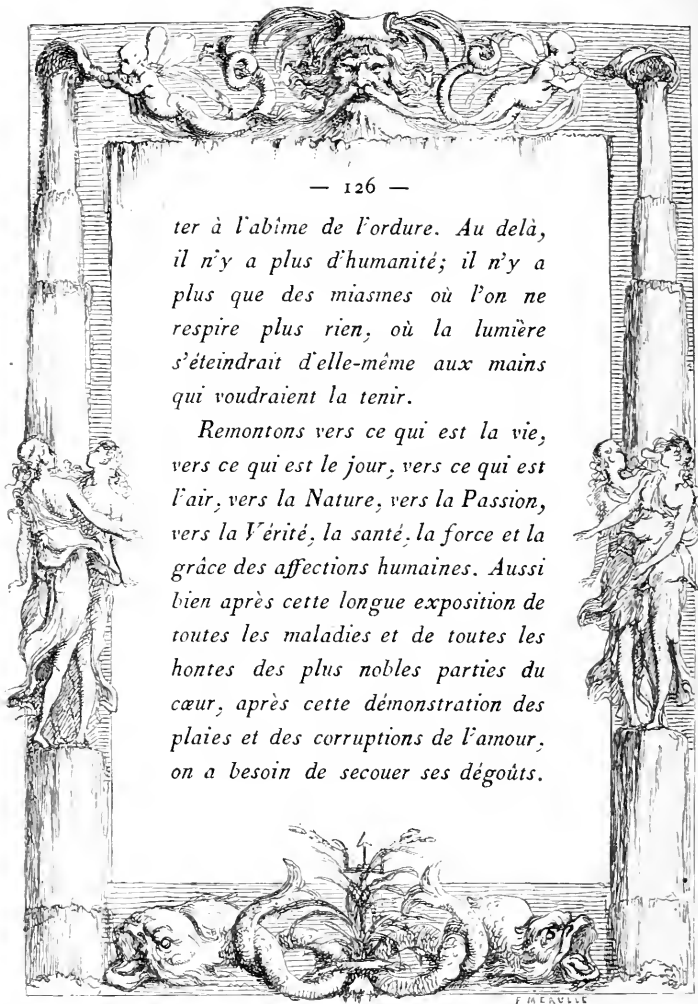 — 126 —
ter à l'abîme de l'ordure. Au delà,
il n'y a plus d'humanité; il n'y a
plus que des miasmes où l'on ne
respire plus rien, où la lumière
s'éteindrait d'elle-même aux mains
qui voudraient la tenir.
Remontons vers ce qui est la vie,
vers ce qui est le jour, vers ce qui est
l'air, vers la Nature, vers la Passion,
vers la Vérité, la santé, la force et la
grâce des affections humaines. Aussi
bien après cette longue exposition de
toutes les maladies et de toutes les
hontes des plus nobles parties du
cœur, après cette démonstration des
plaies et des corruptions de l'amour,
on a besoin de secouer ses dégoûts.